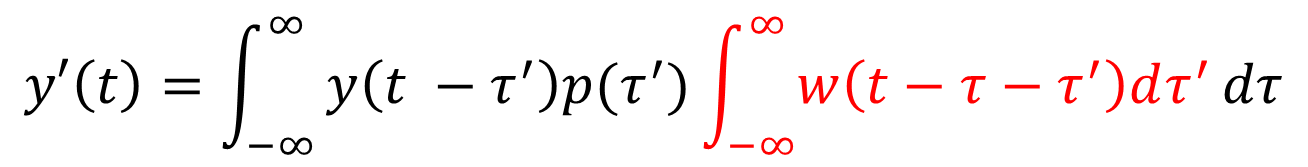 y′(t) = ∫_{−∞}^{∞} y(t − τ′)p(τ′) ∫_{−∞}^{∞} w(t − τ − τ′)dτ′ dτ